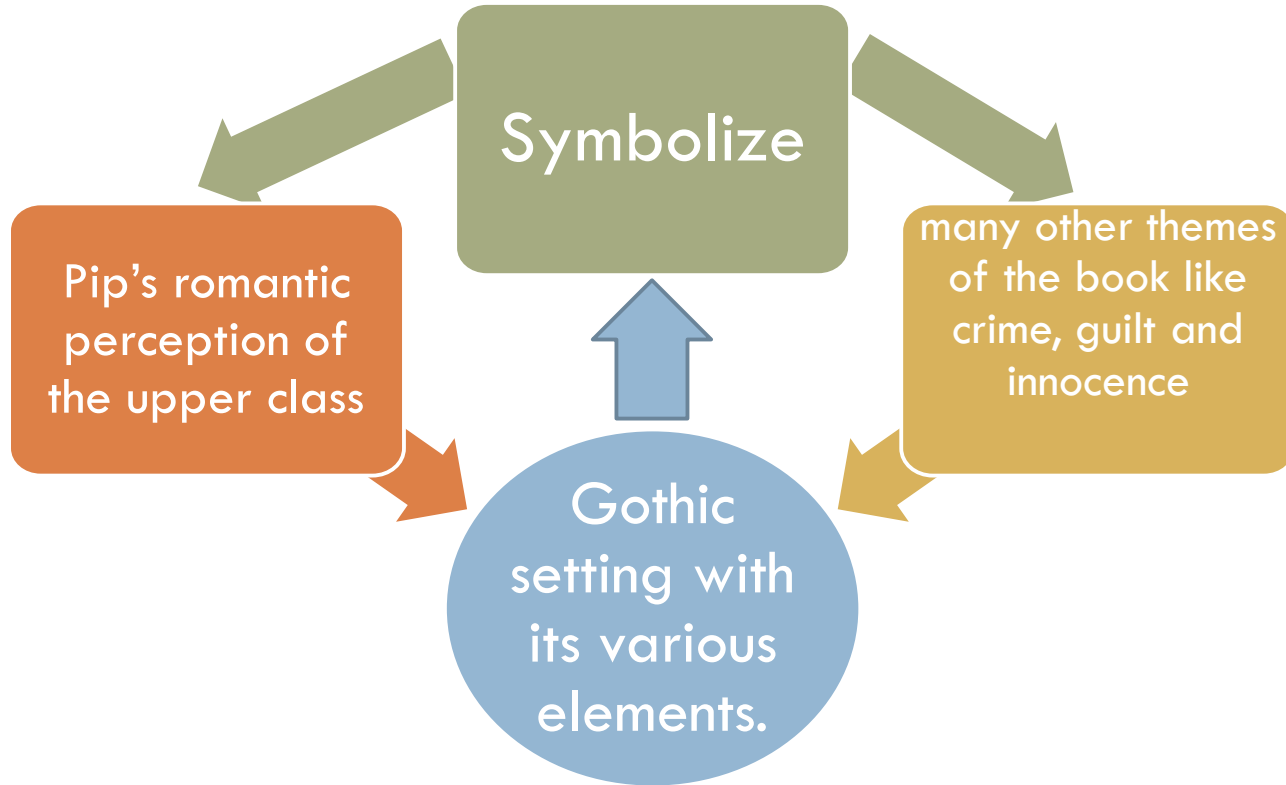 Symbolize
Pip’s romantic
perception of
the upper class
many other themes
of the book like
crime, guilt and
innocence
Gothic
setting with
its various
elements.